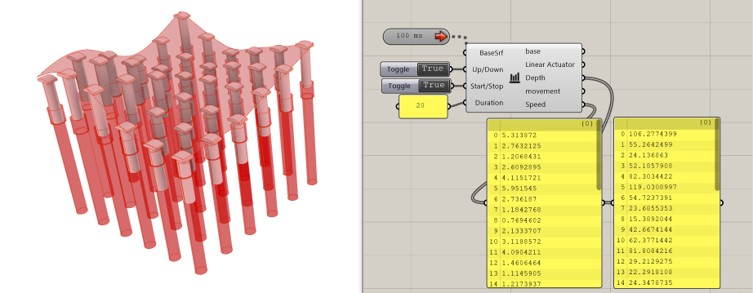 100 ms
BaseSrf
Up/Down
Start/Stop
Duration
base
Linear Actuator
Depth
movement
Speed
Toggle True
Toggle True
20
{0}
0 5.313872
1 2.7632125
2 1.2068431
3 2.6092895
4 4.1151721
5 5.951545
6 2.736187
7 1.1842768
8 0.7694602
9 2.1333707
10 3.1188572
11 4.0904211
12 1.4606464
13 1.1145905
14 1.2173937
{0}
0 106.2774399
1 55.2642499
2 24.136863
3 52.1857908
4 82.3034422
5 119.0308997
6 54.7237391
7 23.6855353
8 15.3892044
9 42.6674144
10 62.3771442
11 81.8084216
12 29.2129275
13 22.2918108
14 24.3478735